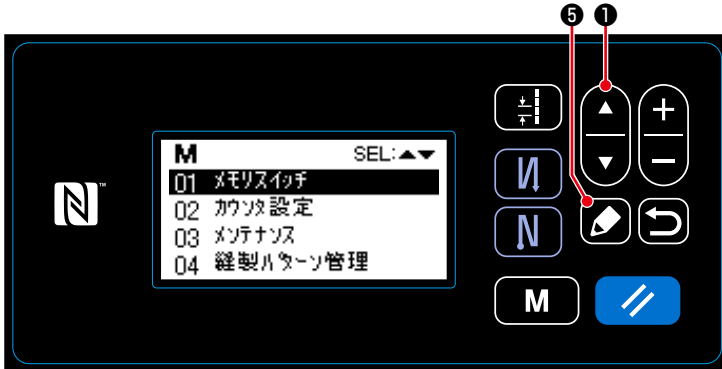 ❺ ❶
M SEL:▲▼
01 メモリスイッチ
02 カウンタ設定
03 メンテナンス
04 縫製パターン管理
N™
M